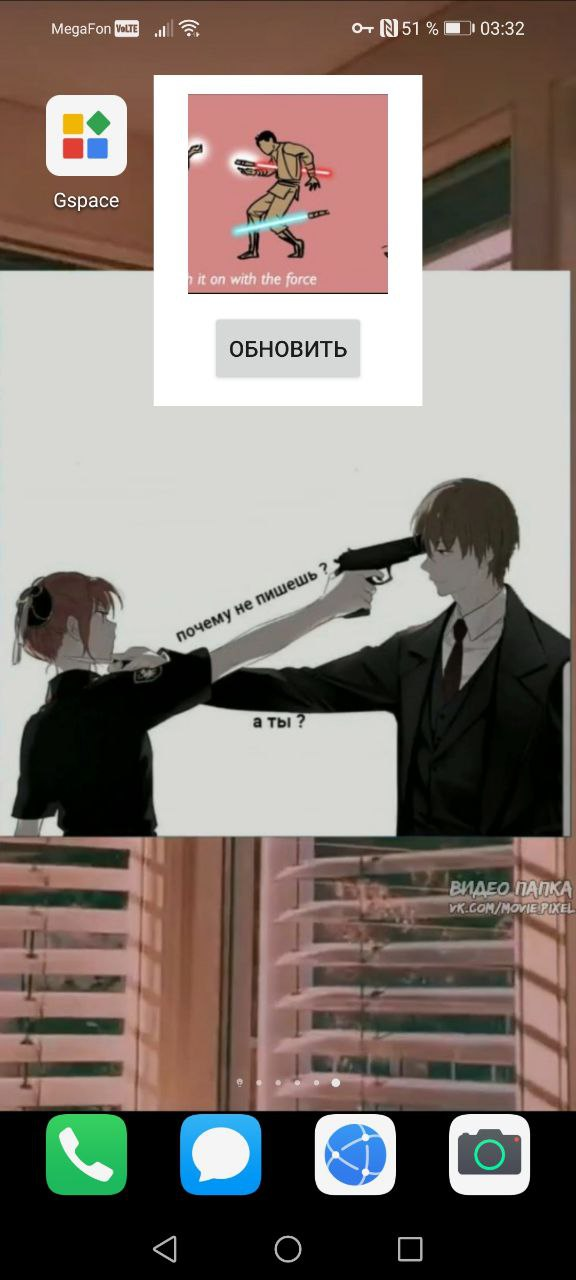 MegaFon VoLTE
51 % 03:32
Gspace
it on with the force
ОБНОВИТЬ
почему не пишешь ?
а ты ?
ВИДЕО ПАПКА
VK.COM/MOVIE.PIXEL